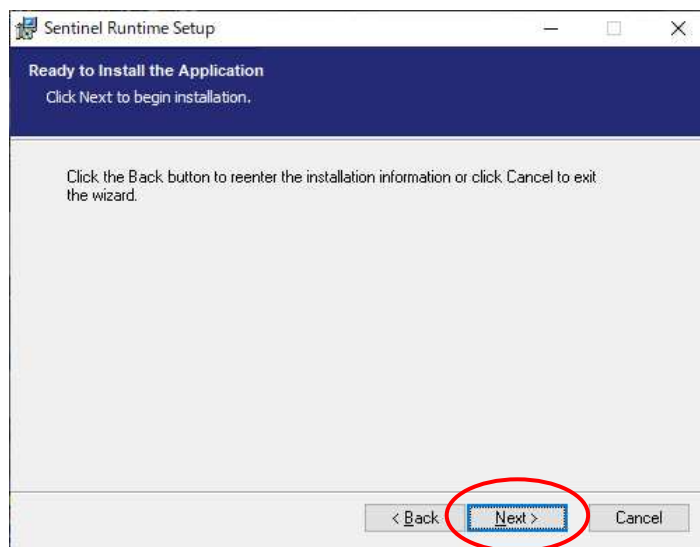 Sentinel Runtime Setup
Ready to Install the Application
Click Next to begin installation.
Click the Back button to reenter the installation information or click Cancel to exit
the wizard.
< Back Next > Cancel